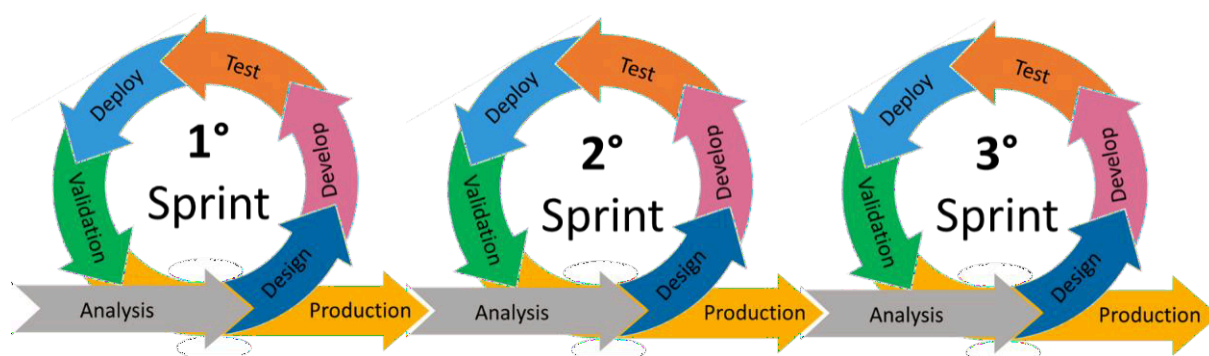 Deploy
Test
1°
Sprint
Develop
Validation
Design
Analysis
Production
Deploy
Test
2°
Sprint
Develop
Validation
Design
Analysis
Production
Deploy
Test
3°
Sprint
Develop
Validation
Design
Analysis
Production